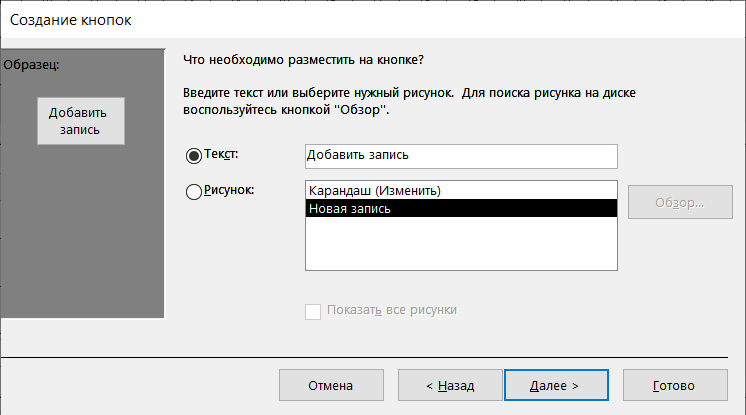 Создание кнопок
Образец:
Добавить
запись
Что необходимо разместить на кнопке?
Введите текст или выберите нужный рисунок. Для поиска рисунка на диске
воспользуйтесь кнопкой "Обзор".
Текст:
Добавить запись
Рисунок:
Карандаш (Изменить)
Новая запись
Обзор...
Показать все рисунки
Отмена
< Назад
Далее >
Готово